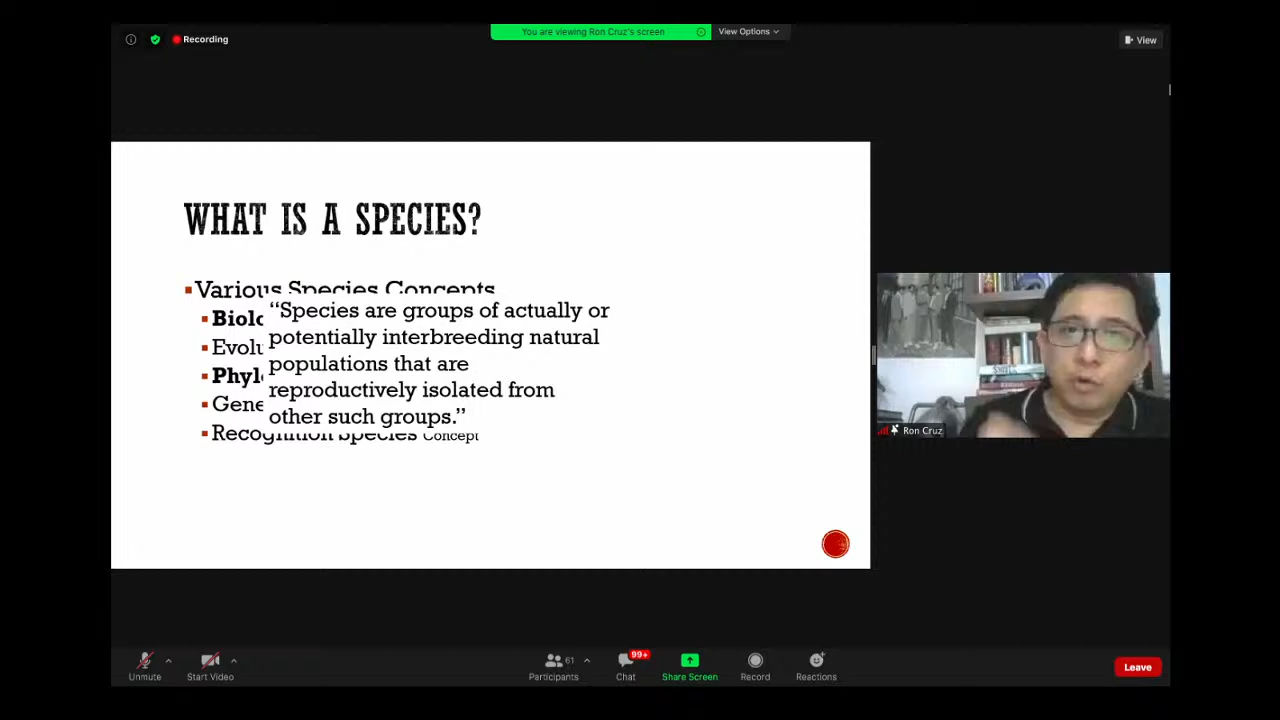 Recording
You are viewing Ron Cruz's screen
View Options
View
WHAT IS A SPECIES?
Various Species Concepts
"Species are groups of actually or
potentially interbreeding natural
populations that are
reproductively isolated from
other such groups."
Recognition Species Concept
Ron Cruz
Unmute
Start Video
61
Participants
99+
Chat
Share Screen
Record
Reactions
Leave